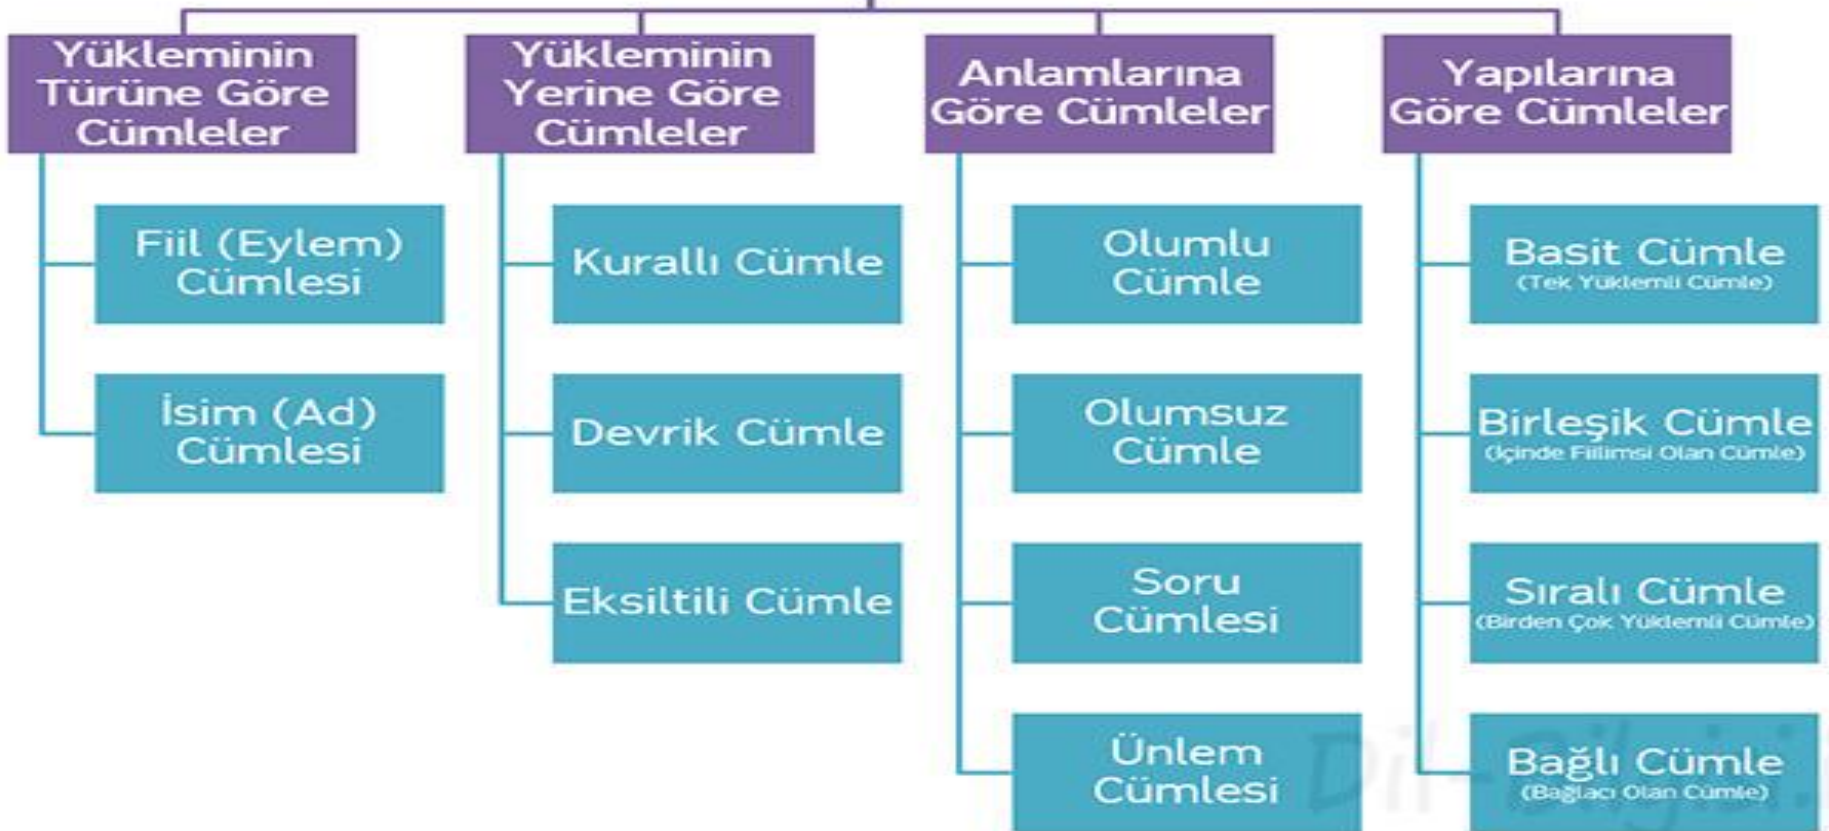 Yükleminin
Türüne Göre
Cümleler
Fiil (Eylem)
Cümlesi
İsim (Ad)
Cümlesi
Yükleminin
Yerine Göre
Cümleler
Kurallı Cümle
Devrik Cümle
Eksiltili Cümle
Anlamlarına
Göre Cümleler
Olumlu
Cümle
Olumsuz
Cümle
Soru
Cümlesi
Ünlem
Cümlesi
Yapılarına
Göre Cümleler
Basit Cümle
(Tek Yüklemli Cümle)
Birleşik Cümle
(İçinde Fiilimsi Olan Cümle)
Sıralı Cümle
(Birden Çok Yüklemli Cümle)
Bağlı Cümle
(Bağlacı Olan Cümle)
Dil-Bilgisi.